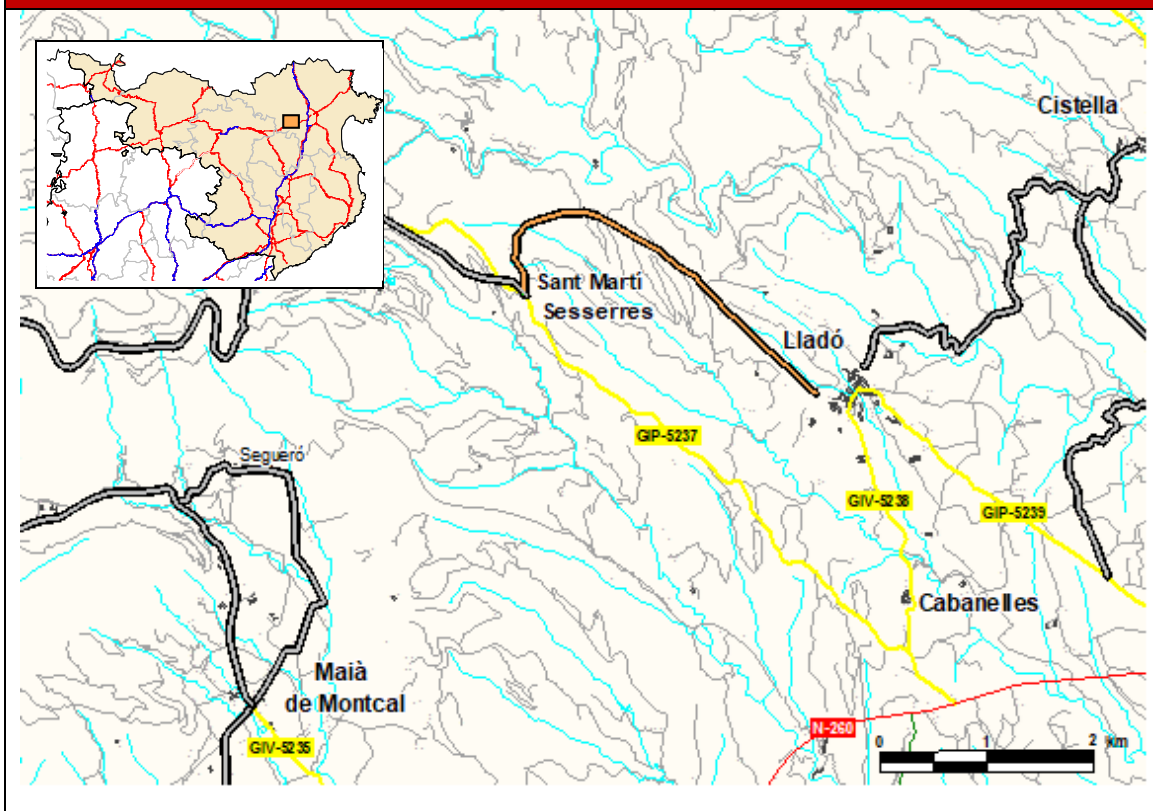 Cistella
Sant Martí
Sesserres
Lladó
GIP-5237
Segueró
GIV-5238
GIP-5239
Cabanelles
Maià
de Montcal
N-260
GIV-5235
0 1 2 Km